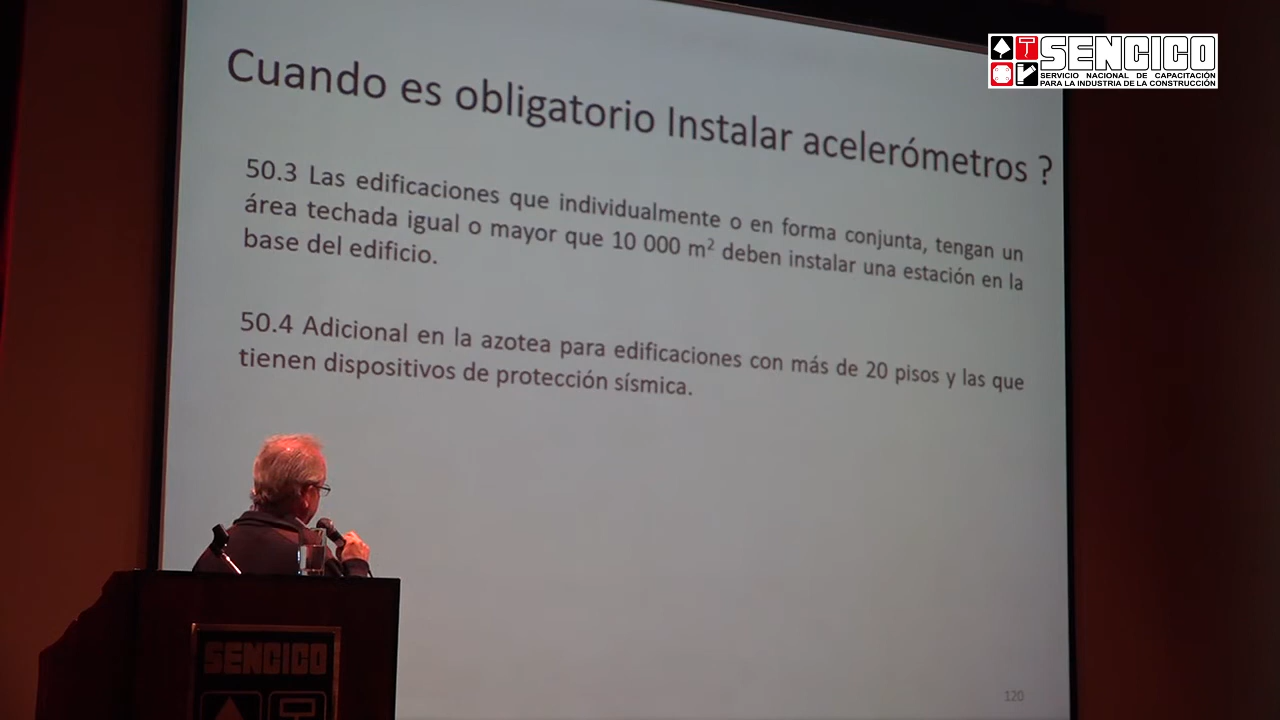 SENCICO
SERVICIO NACIONAL DE CAPACITACIÓN
PARA LA INDUSTRIA DE LA CONSTRUCCIÓN
Cuando es obligatorio Instalar acelerómetros ?
50.3 Las edificaciones que individualmente o en forma conjunta, tengan un
área techada igual o mayor que 10 000 m² deben instalar una estación en la
base del edificio.
50.4 Adicional en la azotea para edificaciones con más de 20 pisos y las que
tienen dispositivos de protección sísmica.
SENCICO
120